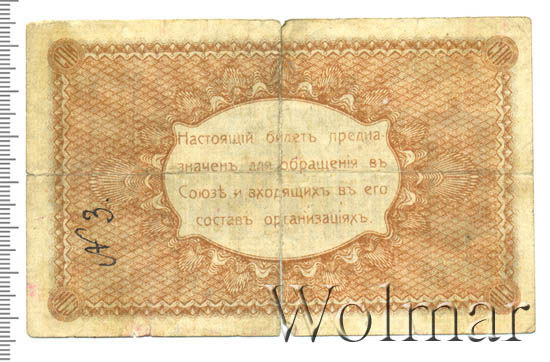 Настоящій билетъ предна-
значенъ для обращенія въ
Союзѣ и входящихъ въ его
составъ организаціяхъ.
№ 3.
Wolmar